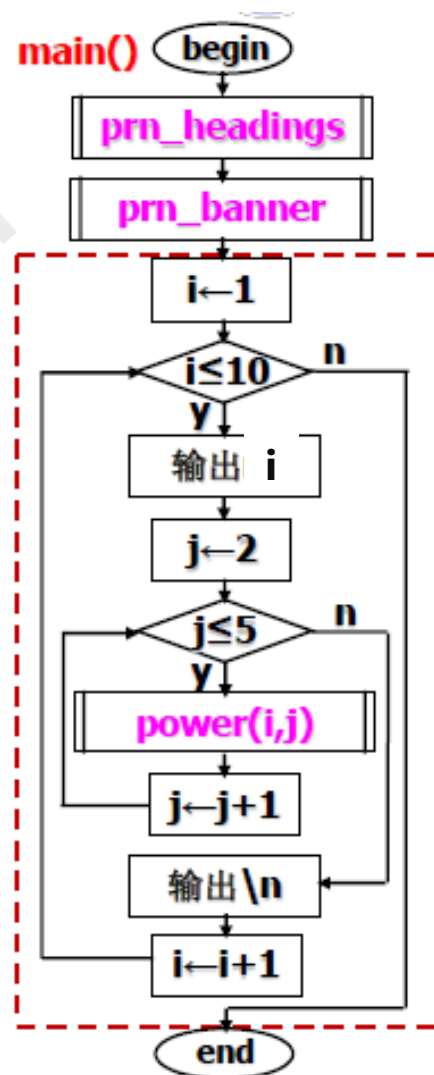 main() begin
prn_headings
prn_banner
i←1
i≤10 n
y
输出 i
j←2
j≤5 n
y
power(i,j)
j←j+1
输出\n
i←i+1
end